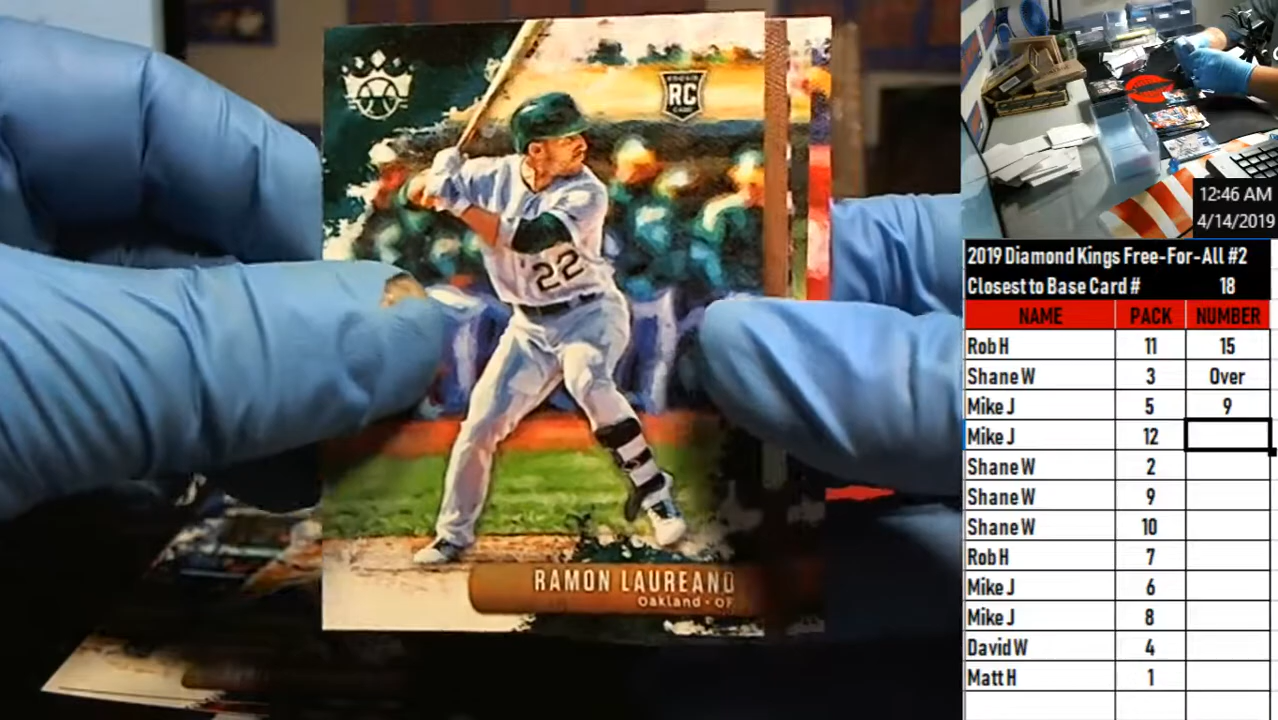 RC
22
RAMÓN LAUREANO
Oakland • OF
12:46 AM
4/14/2019
2019 Diamond Kings Free-For-All #2
Closest to Base Card # 18
NAME PACK NUMBER
Rob H 11 15
Shane W 3 Over
Mike J 5 9
Mike J 12
Shane W 2
Shane W 9
Shane W 10
Rob H 7
Mike J 6
Mike J 8
David W 4
Matt H 1